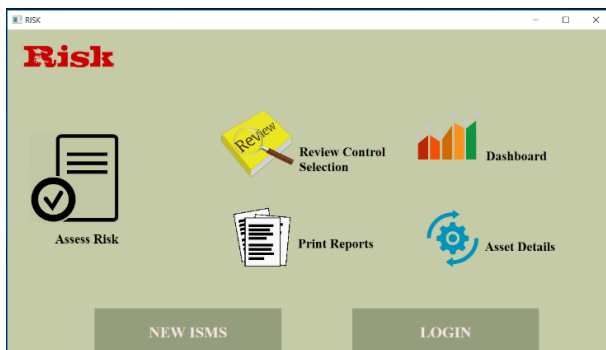 RISK
Risk
Review
Review Control
Selection
Dashboard
Assess Risk
Print Reports
Asset Details
NEW ISMS
LOGIN